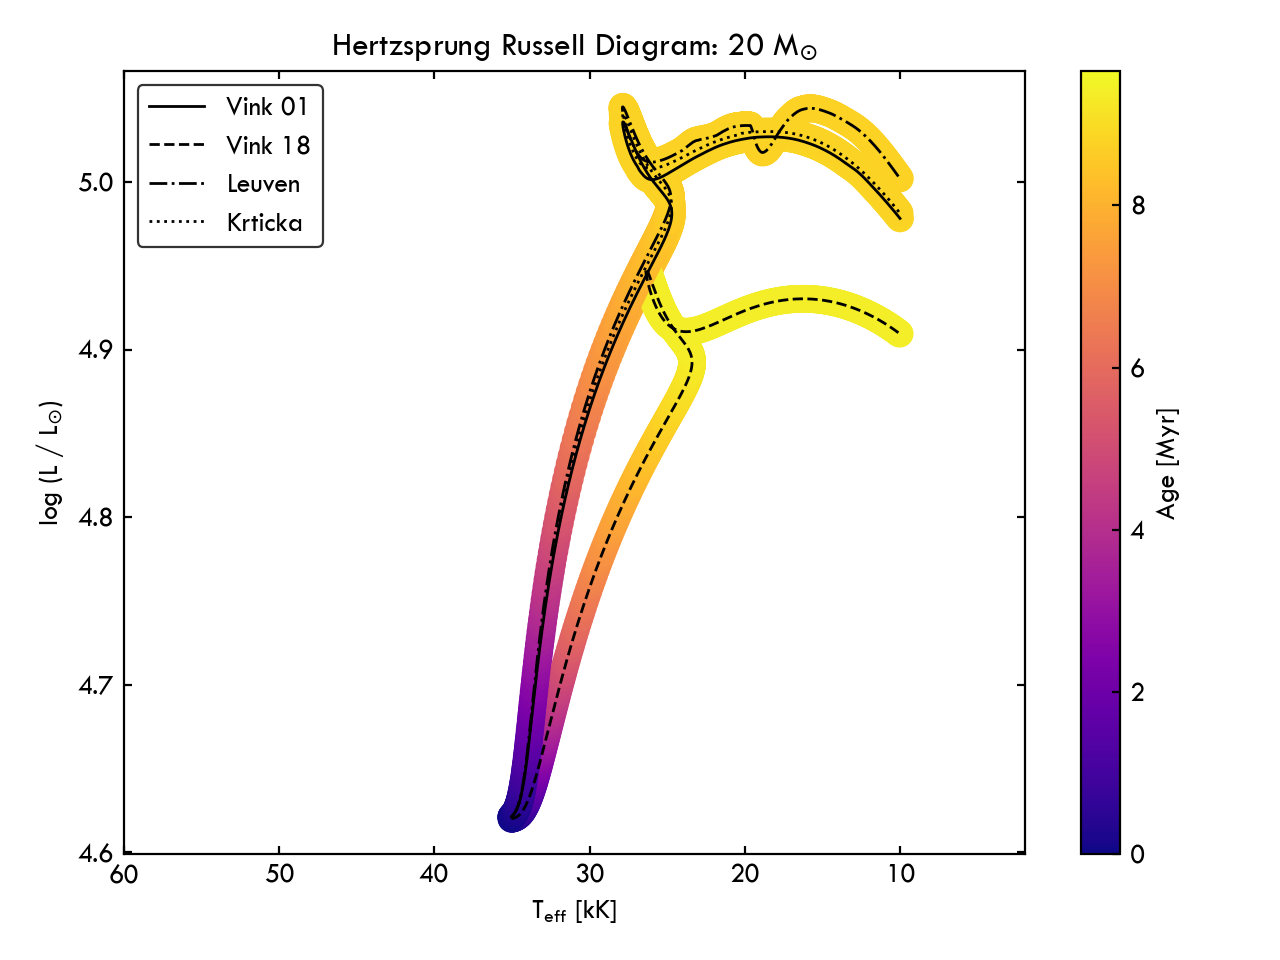 Hertzsprung Russell Diagram: 20 M⊙
Vink 01
Vink 18
Leuven
Krticka
5.0
4.9
4.8
4.7
4.6
log (L / L⊙)
60
50
40
30
20
10
T_eff [kK]
8
6
4
2
0
Age [Myr]